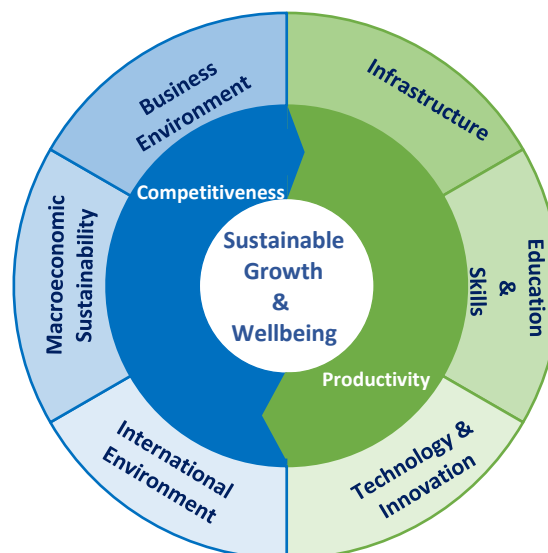 Business
Environment
Infrastructure
Competitiveness
Macroeconomic
Sustainability
Sustainable
Growth
&
Wellbeing
Education
&
Skills
Productivity
International
Environment
Technology &
Innovation